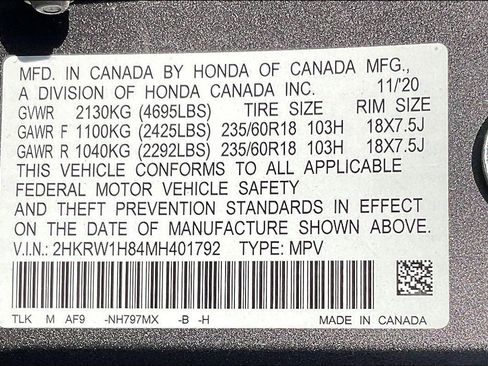 MFD. IN CANADA BY HONDA OF CANADA MFG.,
A DIVISION OF HONDA CANADA INC. 11/'20
GVWR 2130KG (4695LBS) TIRE SIZE RIM SIZE
GAWR F 1100KG (2425LBS) 235/60R18 103H 18X7.5J
GAWR R 1040KG (2292LBS) 235/60R18 103H 18X7.5J
THIS VEHICLE CONFORMS TO ALL APPLICABLE
FEDERAL MOTOR VEHICLE SAFETY
AND THEFT PREVENTION STANDARDS IN EFFECT
ON THE DATE OF MANUFACTURE SHOWN ABOVE.
V.I.N.: 2HKRW1H84MH401792 TYPE: MPV
TLK M AF9 -NH797MX -B -H MADE IN CANADA